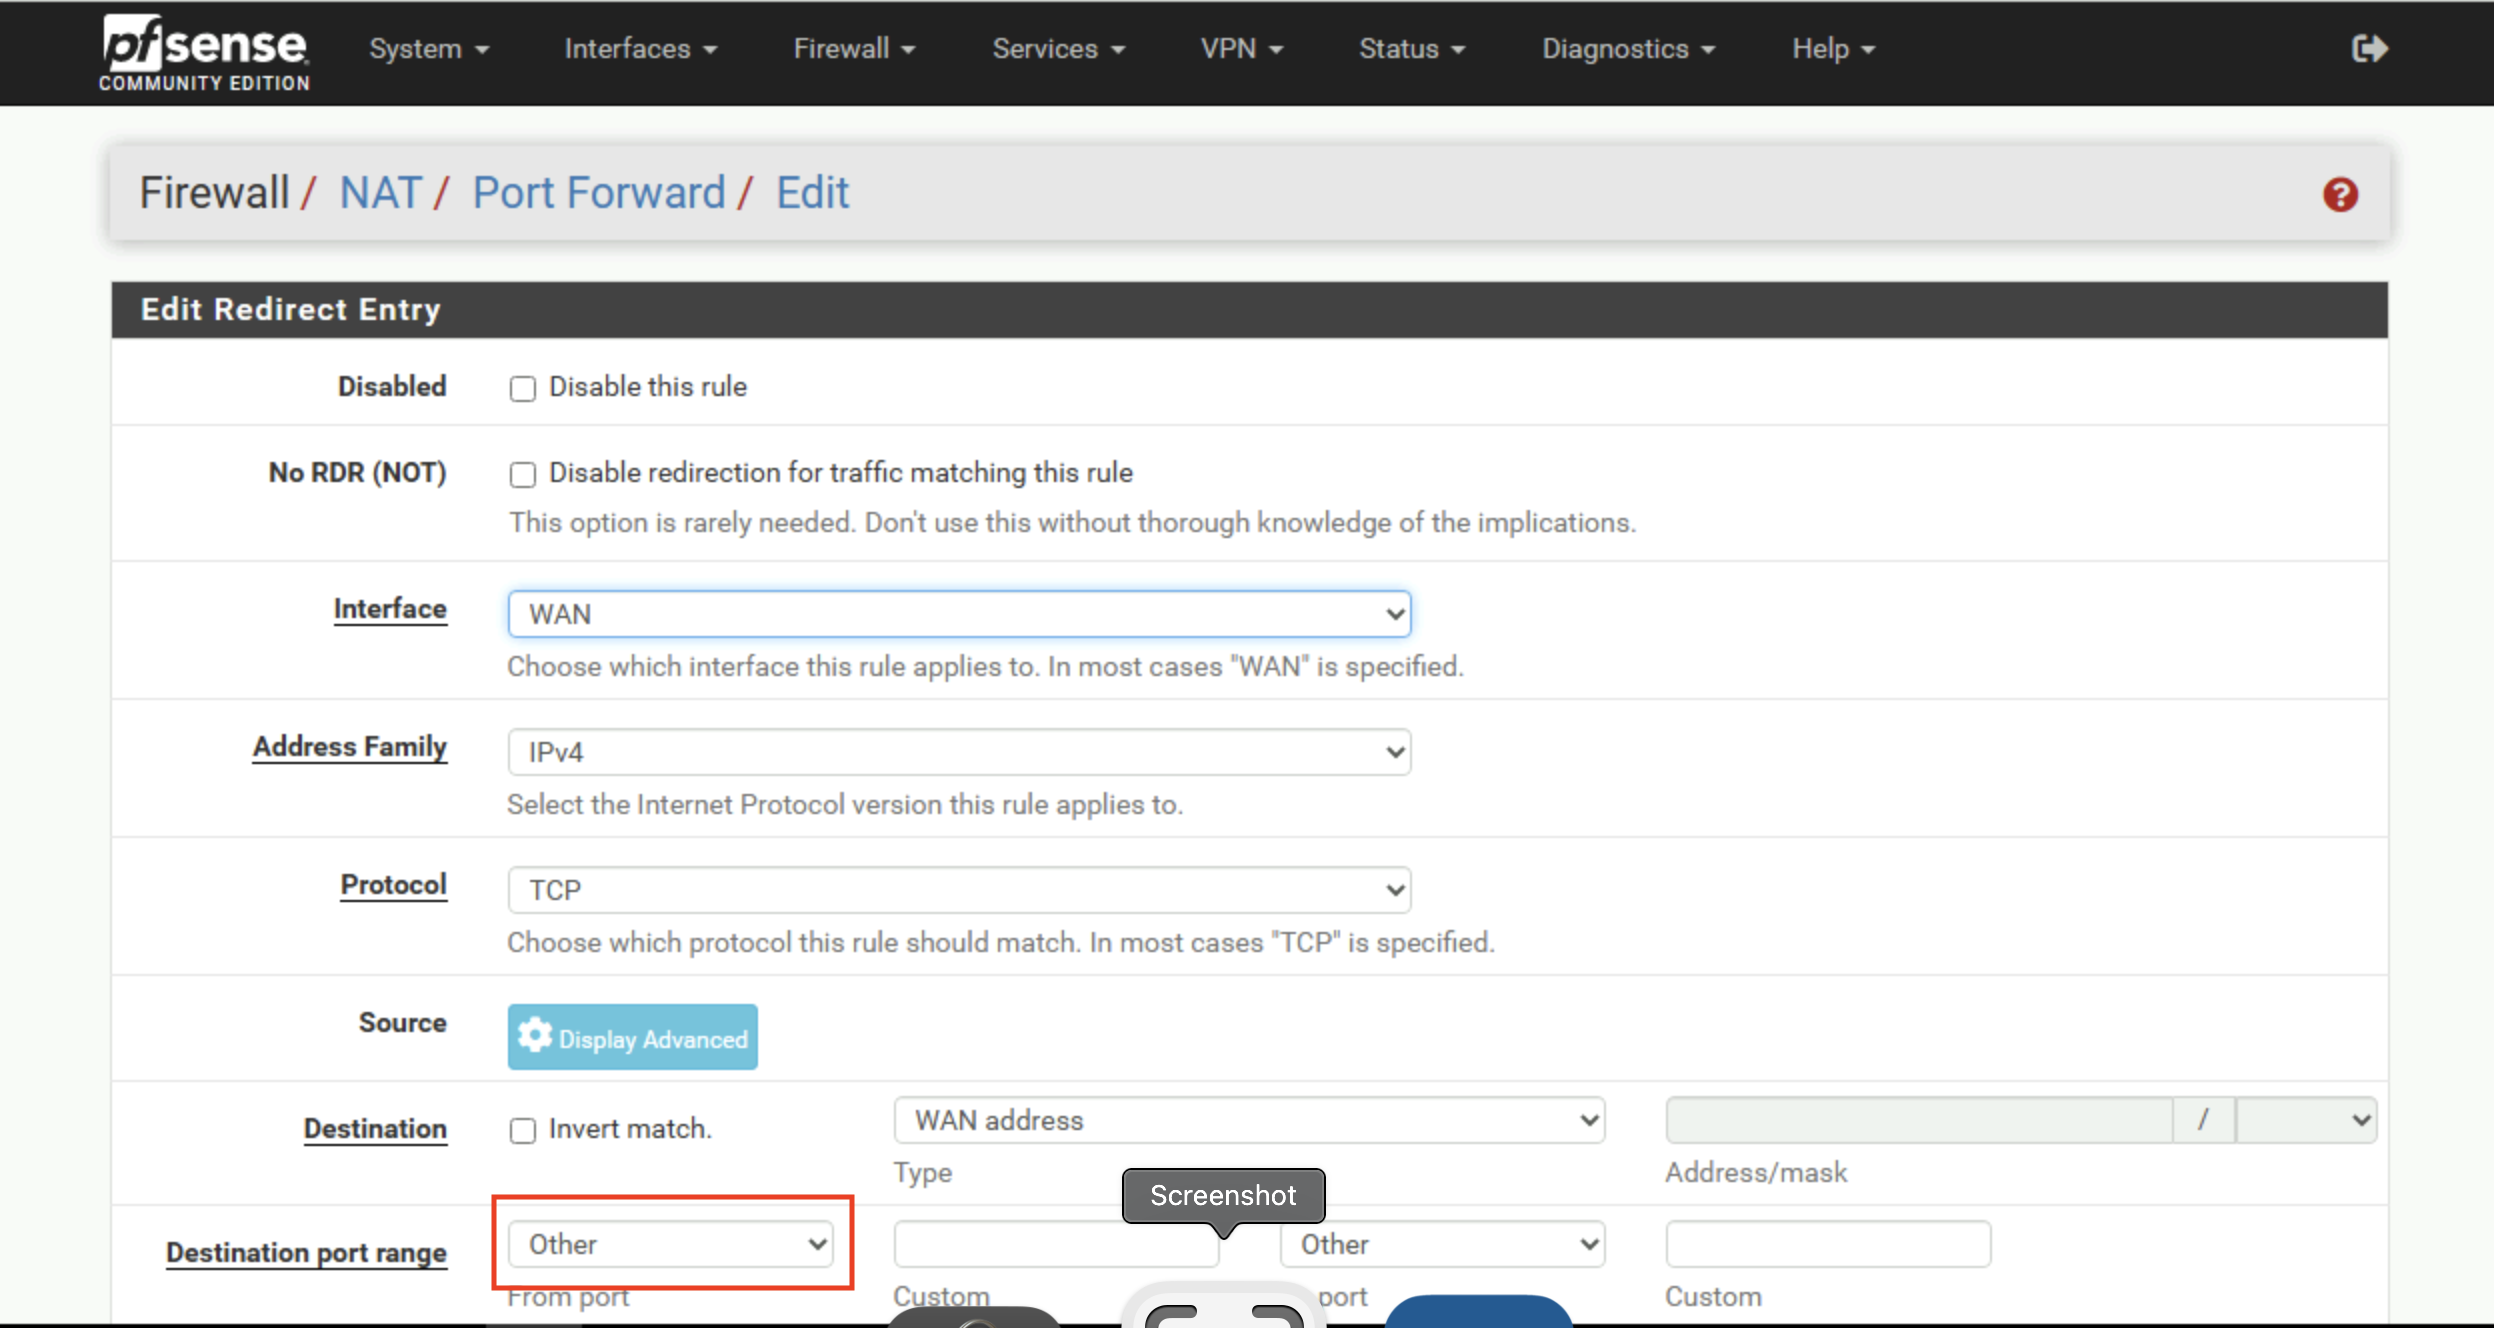 pfsense
COMMUNITY EDITION
System Interfaces Firewall Services VPN Status Diagnostics Help
Firewall / NAT / Port Forward / Edit
?
Edit Redirect Entry
Disabled Disable this rule
No RDR (NOT) Disable redirection for traffic matching this rule
This option is rarely needed. Don't use this without thorough knowledge of the implications.
Interface WAN
Choose which interface this rule applies to. In most cases "WAN" is specified.
Address Family IPv4
Select the Internet Protocol version this rule applies to.
Protocol TCP
Choose which protocol this rule should match. In most cases "TCP" is specified.
Source Display Advanced
Destination Invert match. WAN address /
Type Address/mask
Screenshot
Destination port range Other Other
From port Custom port Custom